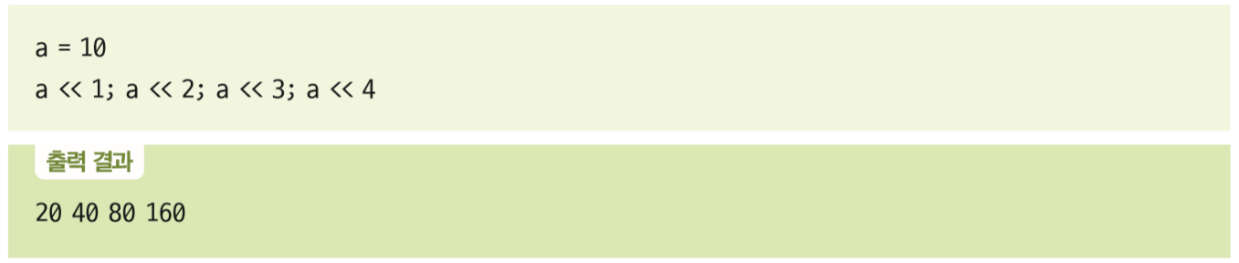 a = 10
a << 1; a << 2; a << 3; a << 4
출력 결과
20 40 80 160